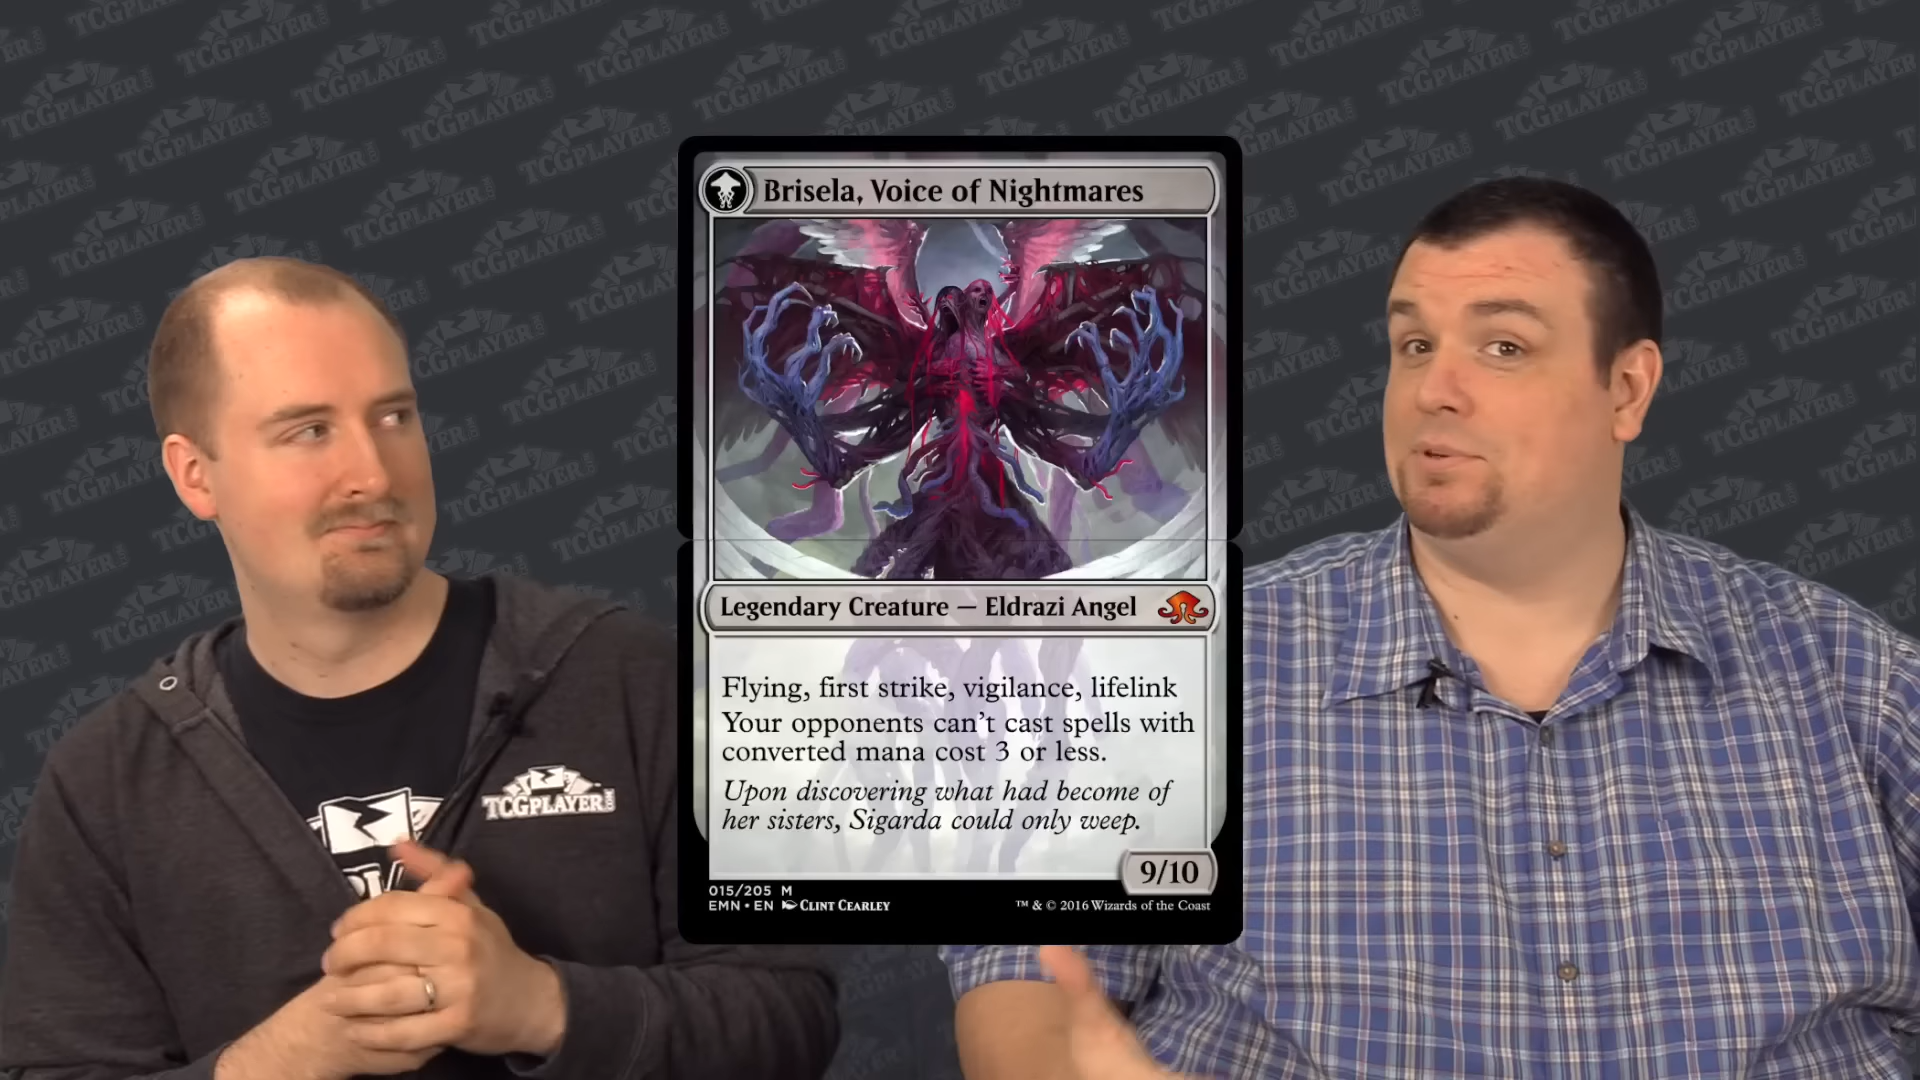 Brisela, Voice of Nightmares
Legendary Creature — Eldrazi Angel
Flying, first strike, vigilance, lifelink
Your opponents can't cast spells with
converted mana cost 3 or less.
Upon discovering what had become of
her sisters, Sigarda could only weep.
9/10
015/205 M
EMN • EN CLINT CEARLEY
™ & © 2016 Wizards of the Coast
TCGPLAYER.COM